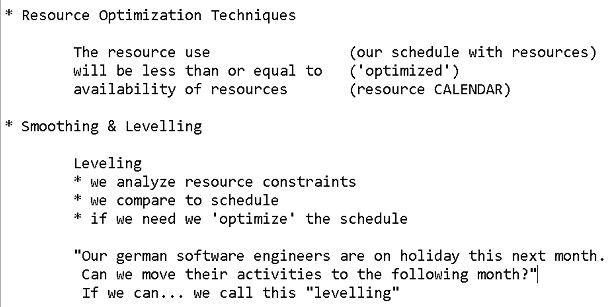 * Resource Optimization Techniques
The resource use (our schedule with resources)
will be less than or equal to ('optimized')
availability of resources (resource CALENDAR)
* Smoothing & Levelling
Leveling
* we analyze resource constraints
* we compare to schedule
* if we need we 'optimize' the schedule
"Our german software engineers are on holiday this next month.
Can we move their activities to the following month?"
If we can... we call this "levelling"